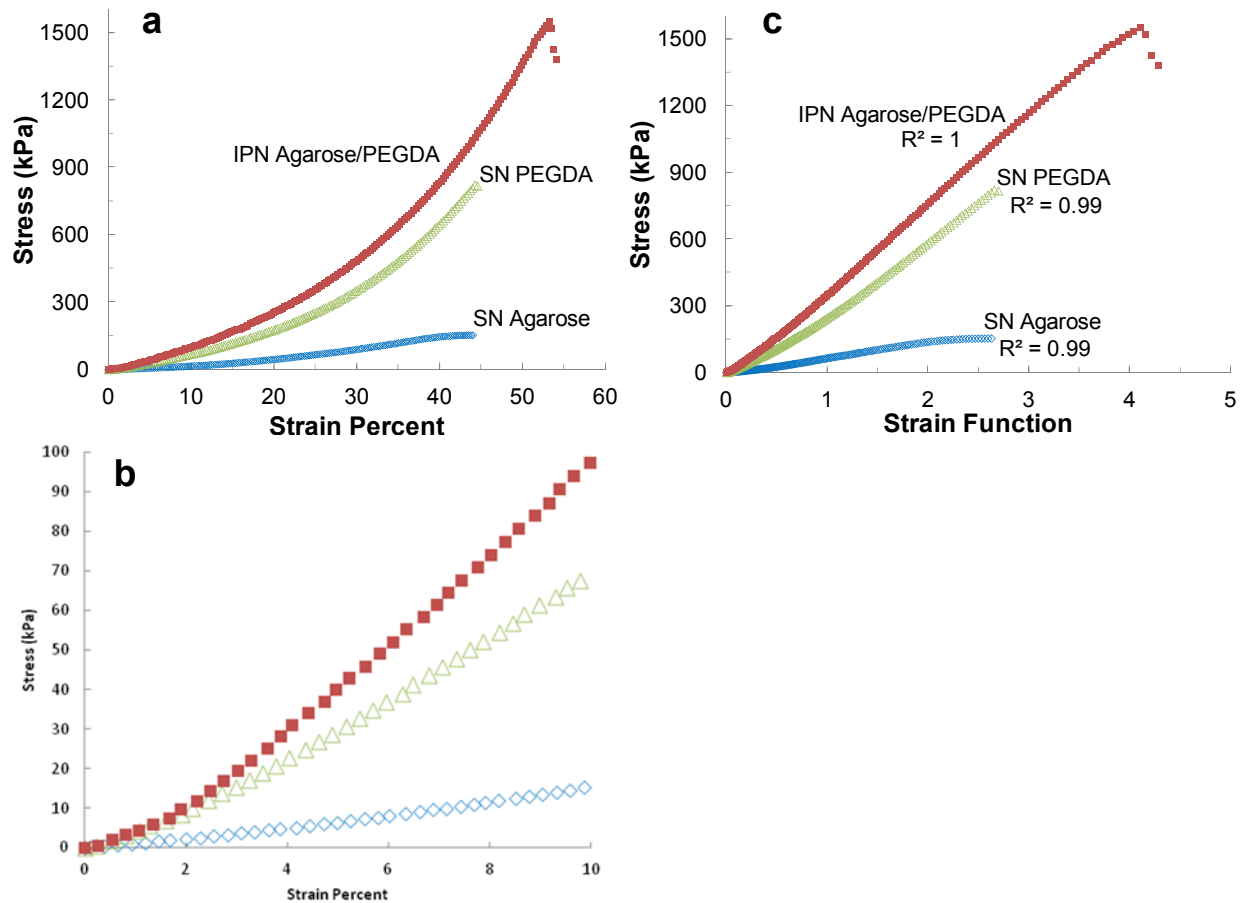 a
Stress (kPa)
1500
1200
900
600
300
0
IPN Agarose/PEGDA
SN PEGDA
SN Agarose
0 10 20 30 40 50 60
Strain Percent
c
Stress (kPa)
1500
1200
900
600
300
0
IPN Agarose/PEGDA
R² = 1
SN PEGDA
R² = 0.99
SN Agarose
R² = 0.99
0 1 2 3 4 5
Strain Function
b
Stress (kPa)
100
90
80
70
60
50
40
30
20
10
0
0 2 4 6 8 10
Strain Percent